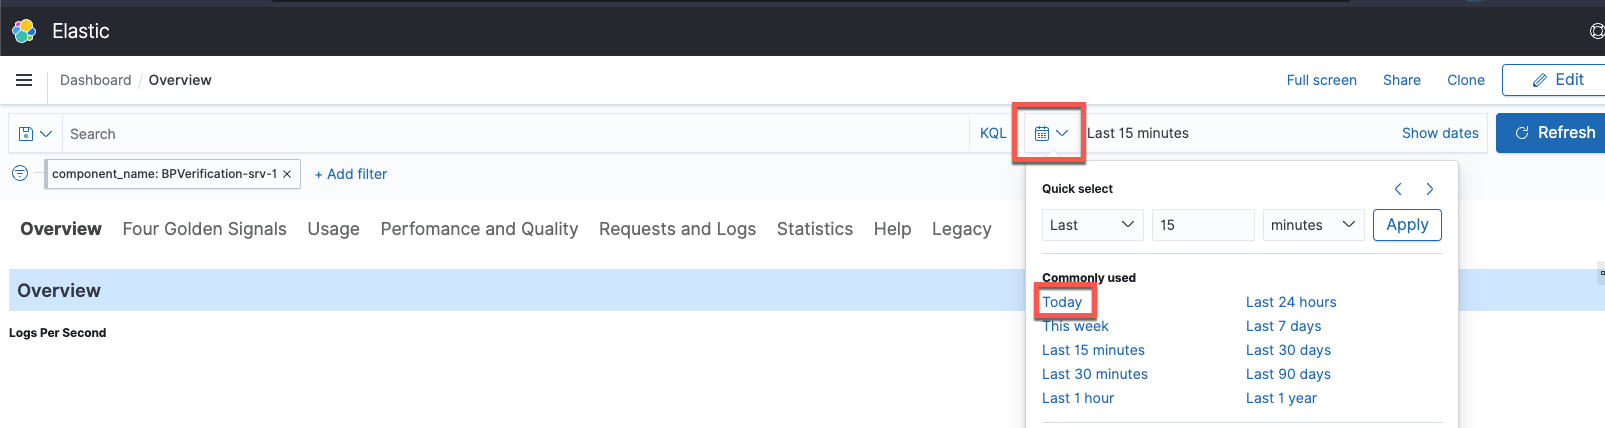 Elastic
Dashboard / Overview
Full screen Share Clone Edit
Search KQL Last 15 minutes Show dates Refresh
component_name: BPVerification-srv-1 × + Add filter
Quick select
Last 15 minutes Apply
Overview Four Golden Signals Usage Perfomance and Quality Requests and Logs Statistics Help Legacy
Overview
Logs Per Second
Commonly used
Today Last 24 hours
This week Last 7 days
Last 15 minutes Last 30 days
Last 30 minutes Last 90 days
Last 1 hour Last 1 year